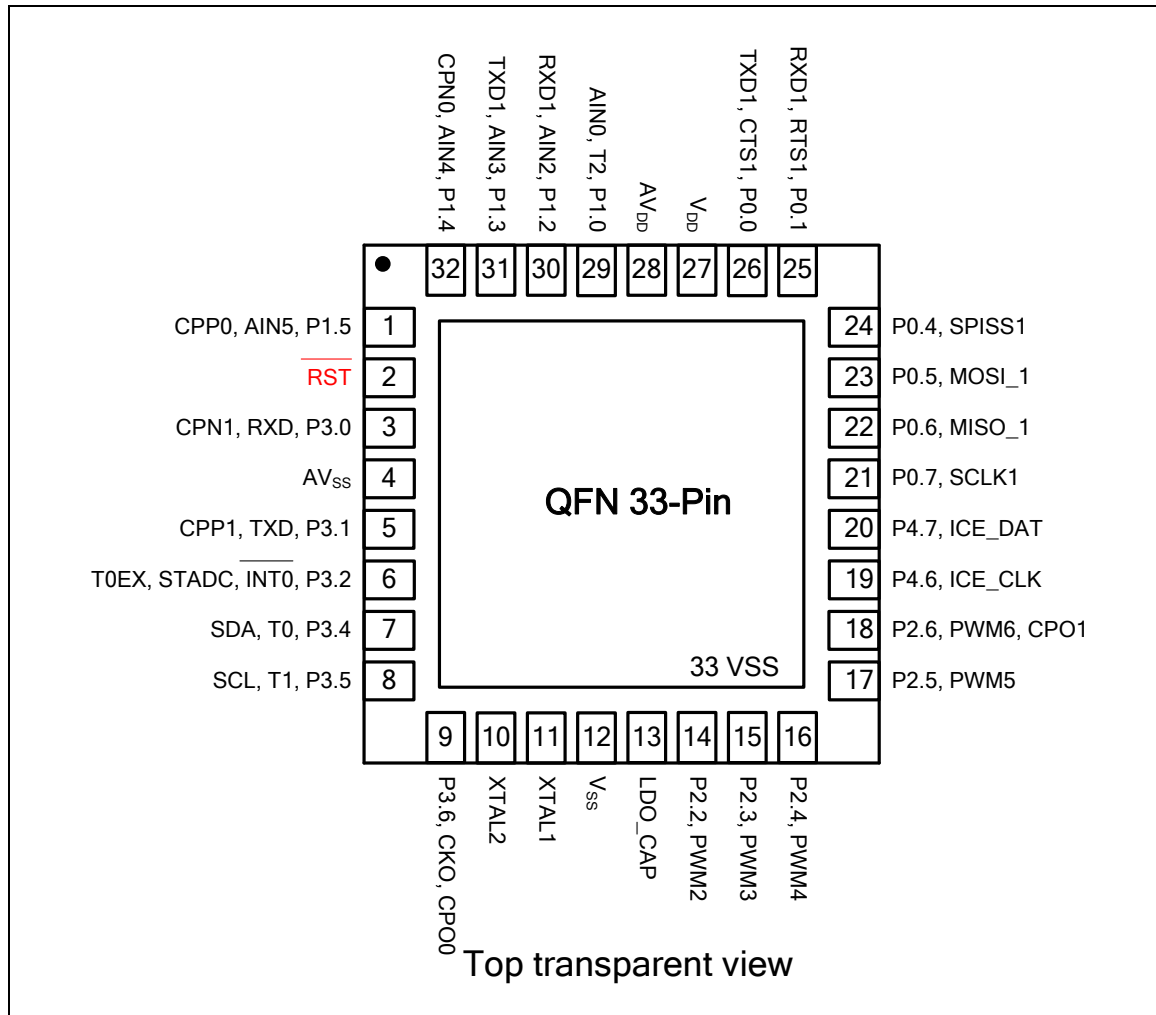 CPN0, AIN4, P1.4
TXD1, AIN3, P1.3
RXD1, AIN2, P1.2
AIN0, T2, P1.0
AVDD
VDD
TXD1, CTS1, P0.0
RXD1, RTS1, P0.1
32 31 30 29 28 27 26 25
CPP0, AIN5, P1.5 1
RST 2
CPN1, RXD, P3.0 3
AVSS 4
CPP1, TXD, P3.1 5
T0EX, STADC, INT0, P3.2 6
SDA, T0, P3.4 7
SCL, T1, P3.5 8
QFN 33-Pin
33 VSS
24 P0.4, SPISS1
23 P0.5, MOSI_1
22 P0.6, MISO_1
21 P0.7, SCLK1
20 P4.7, ICE_DAT
19 P4.6, ICE_CLK
18 P2.6, PWM6, CPO1
17 P2.5, PWM5
9 10 11 12 13 14 15 16
P3.6, CKO, CPO0
XTAL2
XTAL1
VSS
LDO_CAP
P2.2, PWM2
P2.3, PWM3
P2.4, PWM4
Top transparent view